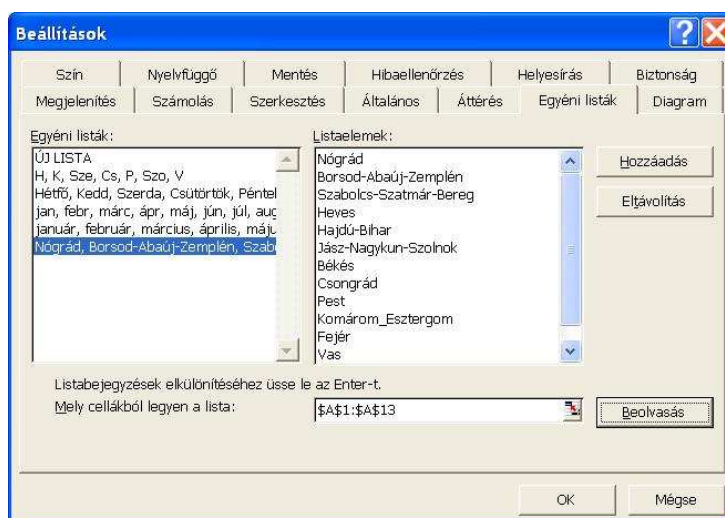 Beállítások
Szín Nyelvfüggő Mentés Hibaellenőrzés Helyesírás Biztonság
Megjelenítés Számolás Szerkesztés Általános Áttérés Egyéni listák Diagram
Egyéni listák:
ÚJ LISTA
H, K, Sze, Cs, P, Szo, V
Hétfő, Kedd, Szerda, Csütörtök, Péntel
jan, febr, márc, ápr, máj, jún, júl, aug
január, február, március, április, máju
Nógrád, Borsod-Abaúj-Zemplén, Szab
Listaelemek:
Nógrád
Borsod-Abaúj-Zemplén
Szabolcs-Szatmár-Bereg
Heves
Hajdú-Bihar
Jász-Nagykun-Szolnok
Békés
Csongrád
Pest
Komárom_Esztergom
Fejér
Vas
Hozzáadás
Eltávolítás
Listabejegyzések elkülönítéséhez üsse le az Enter-t.
Mely cellákból legyen a lista: $A$1:$A$13 Beolvasás
OK Mégse